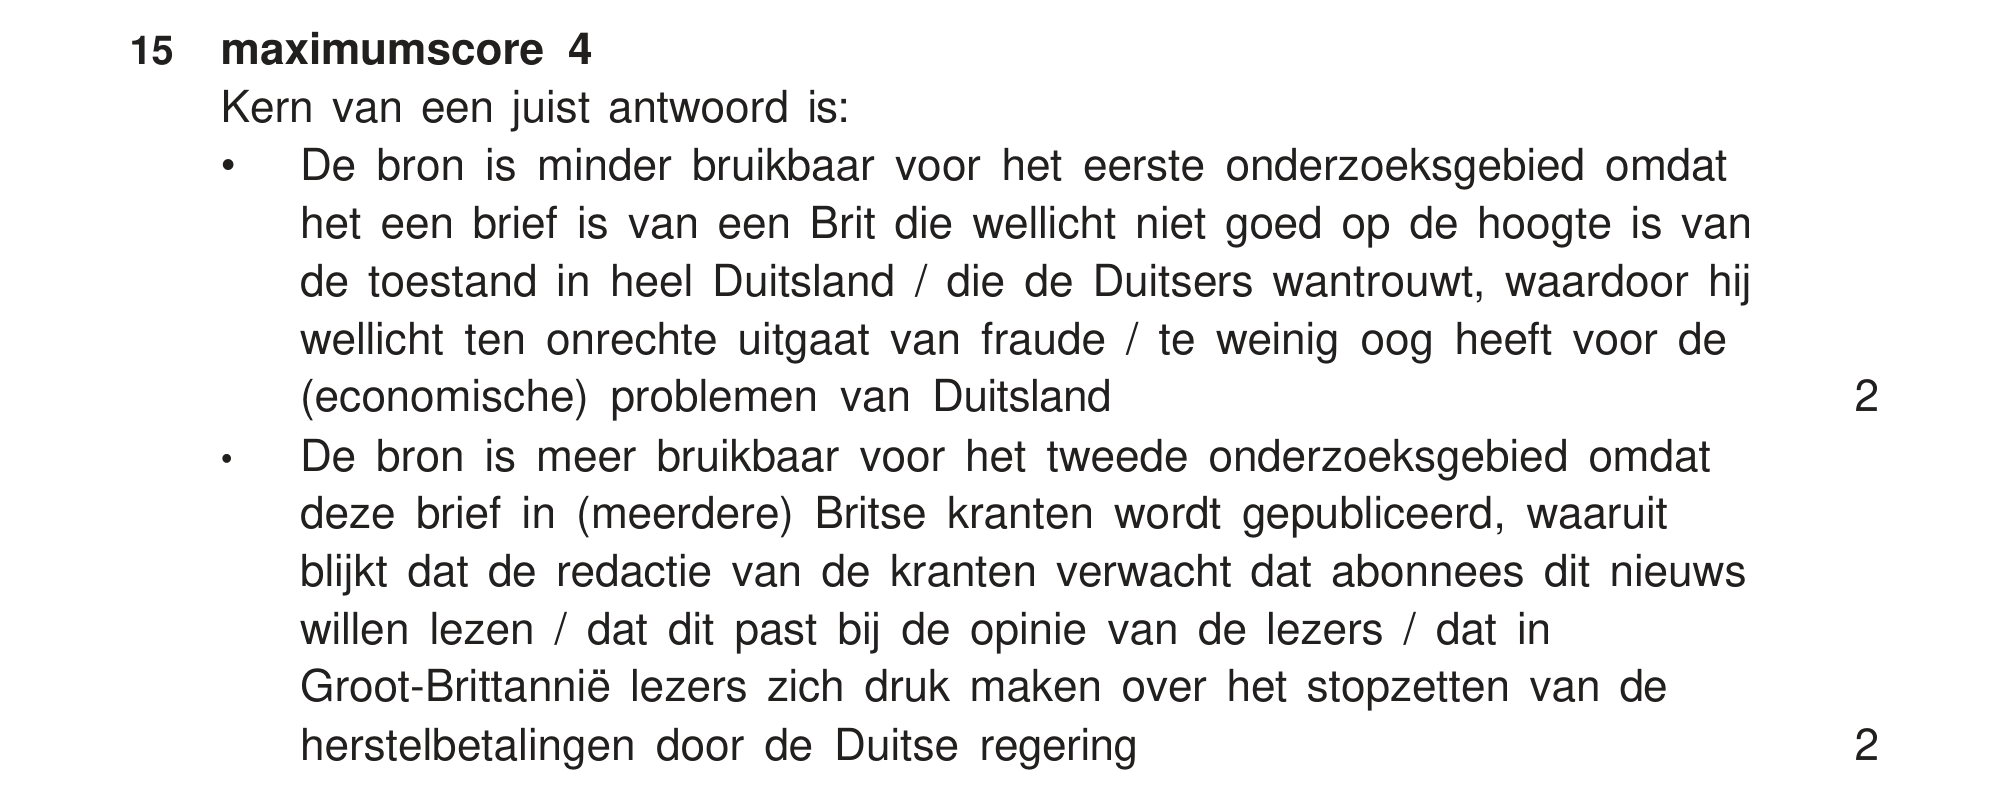 15 maximumscore 4
Kern van een juist antwoord is:
• De bron is minder bruikbaar voor het eerste onderzoeksgebied omdat
het een brief is van een Brit die wellicht niet goed op de hoogte is van
de toestand in heel Duitsland / die de Duitsers wantrouwt, waardoor hij
wellicht ten onrechte uitgaat van fraude / te weinig oog heeft voor de
(economische) problemen van Duitsland 2
• De bron is meer bruikbaar voor het tweede onderzoeksgebied omdat
deze brief in (meerdere) Britse kranten wordt gepubliceerd, waaruit
blijkt dat de redactie van de kranten verwacht dat abonnees dit nieuws
willen lezen / dat dit past bij de opinie van de lezers / dat in
Groot-Brittannië lezers zich druk maken over het stopzetten van de
herstelbetalingen door de Duitse regering 2